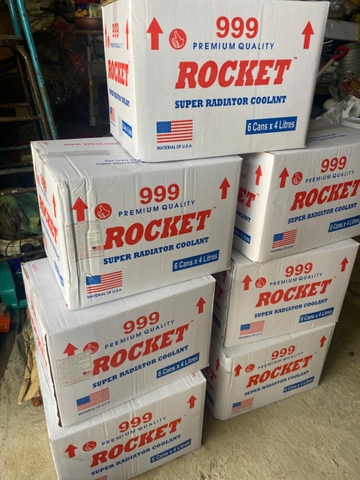 999
PREMIUM QUALITY
ROCKET™
SUPER RADIATOR COOLANT
6 Cans x 4 Litres
MATERIAL OF U.S.A
999
PREMIUM QUALITY
ROCKET
SUPER RADIATOR COOLANT
6 Cans x 4 Litres
MATERIAL OF U.S.A
999
PREMIUM QUALITY
ROCKET
SUPER RADIATOR COOLANT
999
PREMIUM QUALITY
ROCKET
SUPER RADIATOR COOLANT
6 Cans x 4 Litres
999
PREMIUM QUALITY
ROCKET
SUPER RADIATOR COOLANT
6 Cans x 4 Litres
MATERIAL OF U.S.A
999
PREMIUM QUALITY
ROCKET
SUPER RADIATOR COOLANT
6 Cans x 4 Litres
999
PREMIUM QUALITY
ROCKET
SUPER RADIATOR COOLANT
6 Cans x 4 Litres